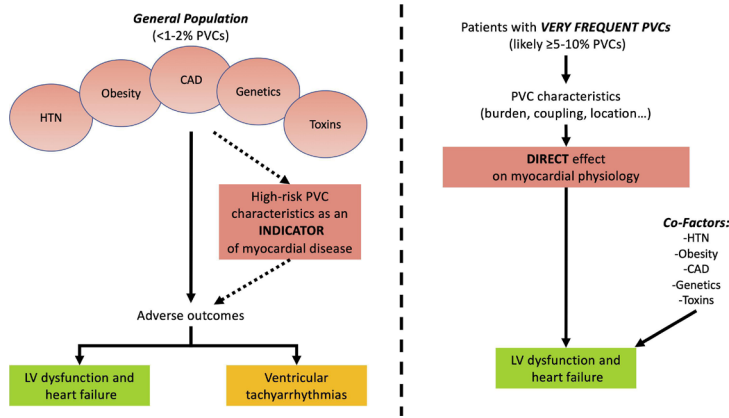 General Population
(<1-2% PVCs)
HTN
Obesity
CAD
Genetics
Toxins
High-risk PVC
characteristics as an
INDICATOR
of myocardial disease
Adverse outcomes
LV dysfunction and
heart failure
Ventricular
tachyarrhythmias
Patients with VERY FREQUENT PVCs
(likely ≥5-10% PVCs)
PVC characteristics
(burden, coupling, location...)
DIRECT effect
on myocardial physiology
Co-Factors:
-HTN
-Obesity
-CAD
-Genetics
-Toxins
LV dysfunction and
heart failure